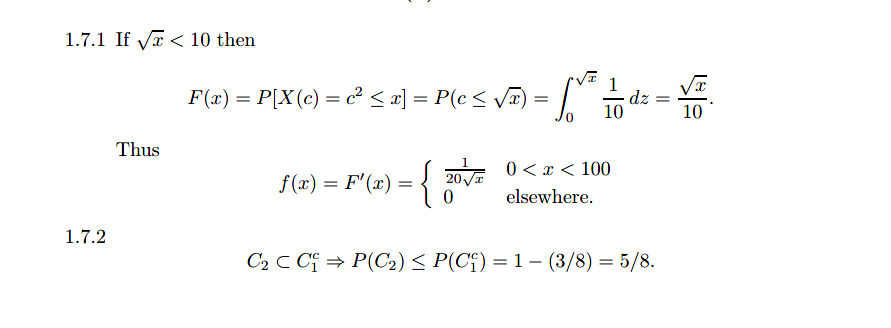 1.7.1 If √x < 10 then
F(x) = P[X(c) = c² ≤ x] = P(c ≤ √x) = ∫₀^√x 1/10 dz = √x/10.
Thus
f(x) = F′(x) = { 1/(20√x) 0 < x < 100
0 elsewhere.
1.7.2
C₂ ⊂ C₁ᶜ ⇒ P(C₂) ≤ P(C₁ᶜ) = 1 − (3/8) = 5/8.